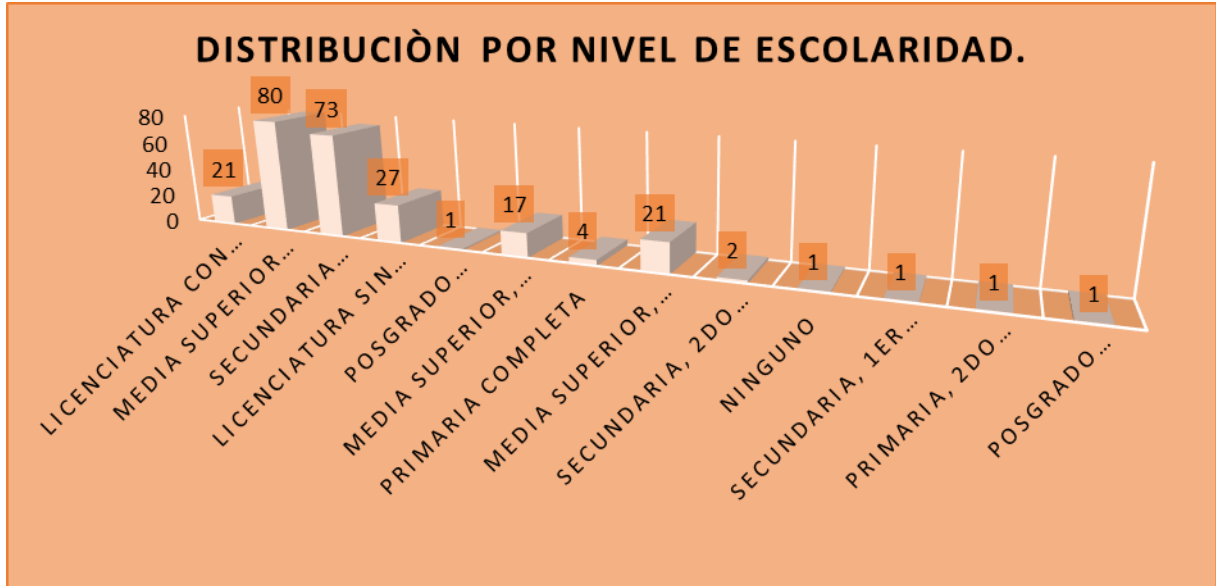 DISTRIBUCIÒN POR NIVEL DE ESCOLARIDAD.
80
60
40
20
0
21
80
73
27
1
17
4
21
2
1
1
1
1
LICENCIATURA CON...
MEDIA SUPERIOR...
SECUNDARIA...
LICENCIATURA SIN...
POSGRADO...
MEDIA SUPERIOR,...
PRIMARIA COMPLETA
MEDIA SUPERIOR,...
SECUNDARIA, 2DO...
NINGUNO
SECUNDARIA, 1ER...
PRIMARIA, 2DO...
POSGRADO...